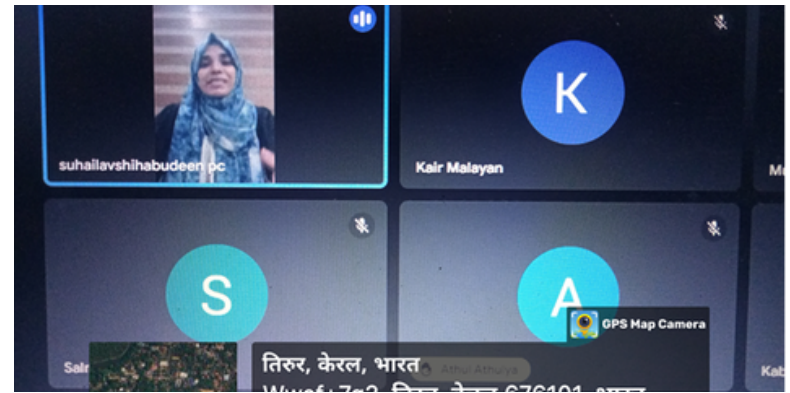 suhailavshihabudeen pc
K
Kair Malayan
S
A
GPS Map Camera
तिरुर, केरल, भारत
Athul Athulya